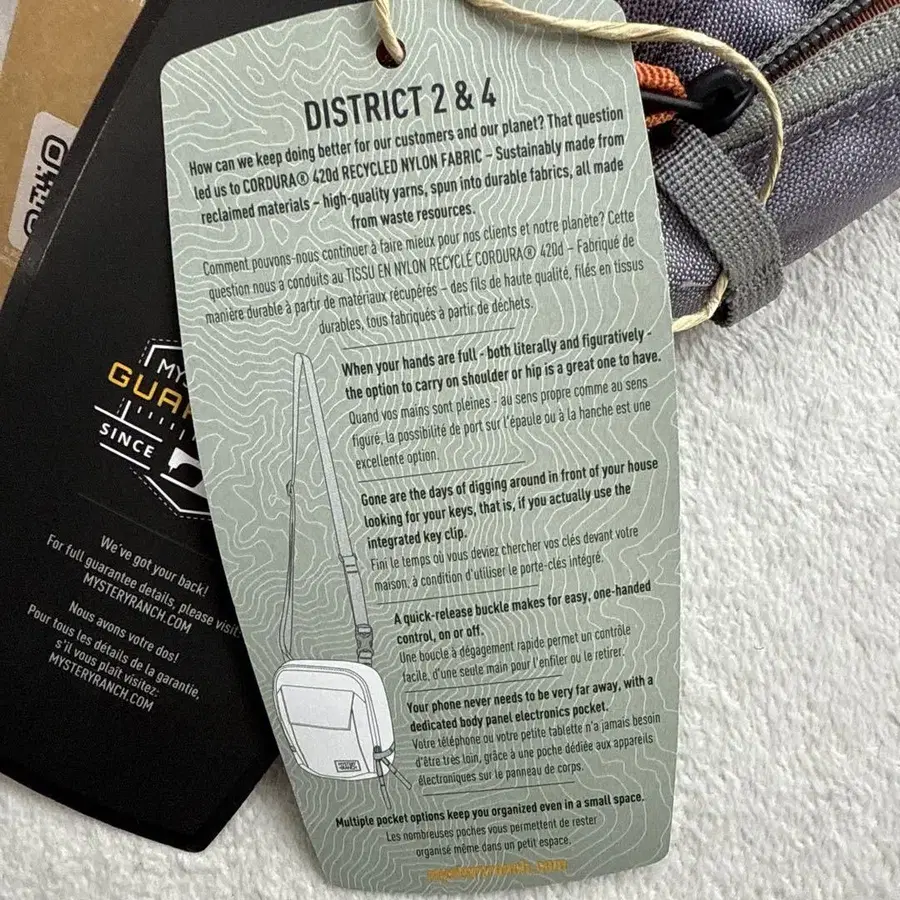 DISTRICT 2 & 4
How can we keep doing better for our customers and our planet? That question
led us to CORDURA® 420d RECYCLED NYLON FABRIC – Sustainably made from
reclaimed materials – high-quality yarns, spun into durable fabrics, all made
from waste resources.
Comment pouvons-nous continuer à faire mieux pour nos clients et notre planète? Cette
question nous a conduits au TISSU EN NYLON RECYCLÉ CORDURA® 420d – Fabriqué de
manière durable à partir de matériaux récupérés – des fils de haute qualité, filés en tissus
durables, tous fabriqués à partir de déchets.
When your hands are full - both literally and figuratively -
the option to carry on shoulder or hip is a great one to have.
Quand vos mains sont pleines - au sens propre comme au sens
figuré, la possibilité de port sur l'épaule ou à la hanche est une
excellente option.
Gone are the days of digging around in front of your house
looking for your keys, that is, if you actually use the
integrated key clip.
Fini le temps où vous deviez chercher vos clés devant votre
maison, à condition d'utiliser le porte-clés intégré.
A quick-release buckle makes for easy, one-handed
control, on or off.
Une boucle à dégagement rapide permet un contrôle
facile, d'une seule main pour l'enfiler ou le retirer.
Your phone never needs to be very far away, with a
dedicated body panel electronics pocket.
Votre téléphone ou votre petite tablette n'a jamais besoin
d'être très loin, grâce à une poche dédiée aux appareils
électroniques sur le panneau de corps.
Multiple pocket options keep you organized even in a small space.
Les nombreuses poches vous permettent de rester
organisé même dans un petit espace.
MYSTERY
RANCH
SINCE
We've got your back!
For full guarantee details, please visit:
MYSTERYRANCH.COM
Nous avons votre dos!
Pour tous les détails de la garantie,
s'il vous plaît visitez:
MYSTERYRANCH.COM